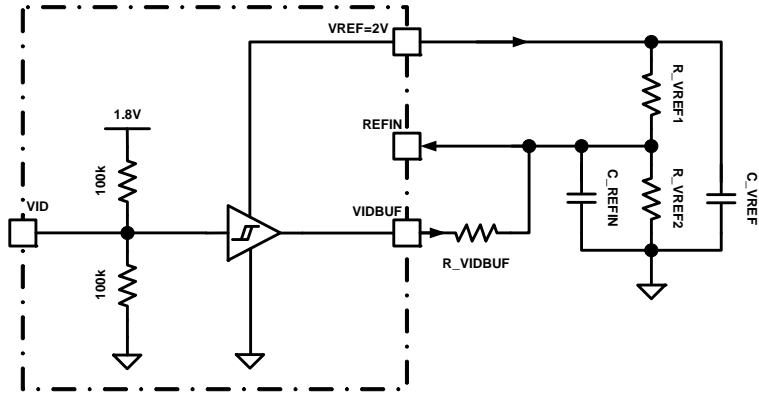 VREF=2V
1.8V
R_VREF1
REFIN
100k
VID
VIDBUF
C_REFIN
R_VREF2
C_VREF
100k
R_VIDBUF